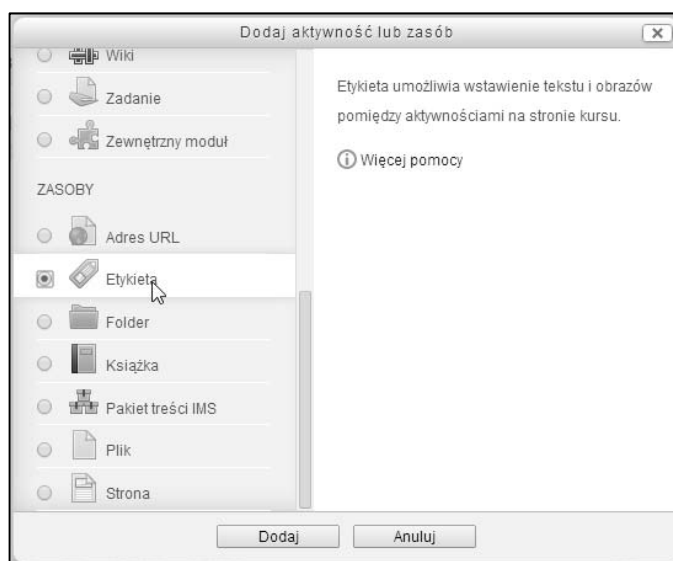 Dodaj aktywność lub zasób
Wiki
Zadanie
Zewnętrzny moduł
ZASOBY
Adres URL
Etykieta
Folder
Książka
Pakiet treści IMS
Plik
Strona
Etykieta umożliwia wstawienie tekstu i obrazów
pomiędzy aktywnościami na stronie kursu.
Więcej pomocy
Dodaj
Anuluj